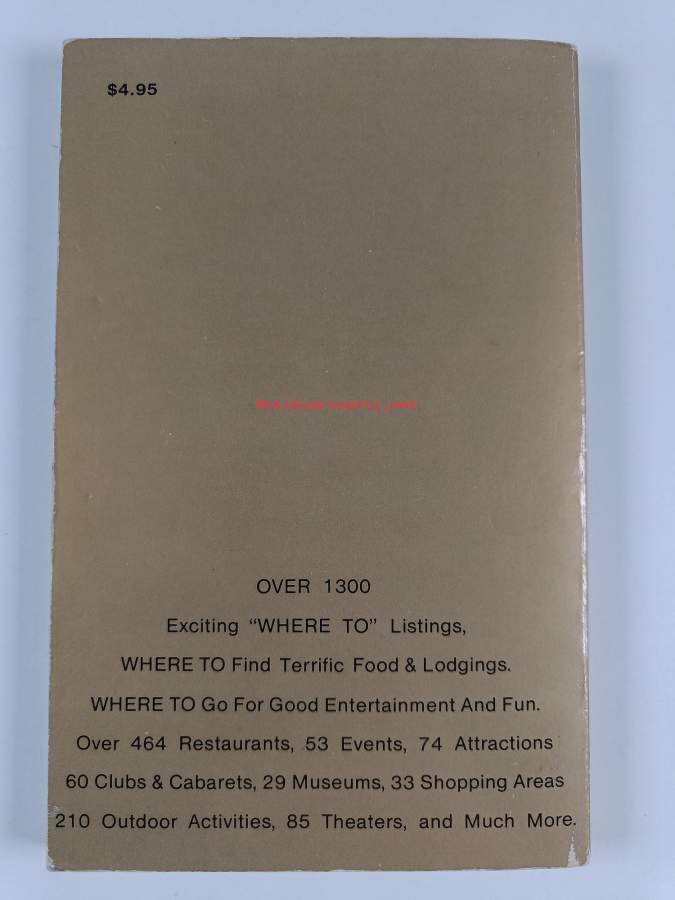 $4.95
Antikvariaatti.net
OVER 1300
Exciting "WHERE TO" Listings,
WHERE TO Find Terrific Food & Lodgings.
WHERE TO Go For Good Entertainment And Fun.
Over 464 Restaurants, 53 Events, 74 Attractions
60 Clubs & Cabarets, 29 Museums, 33 Shopping Areas
210 Outdoor Activities, 85 Theaters, and Much More.